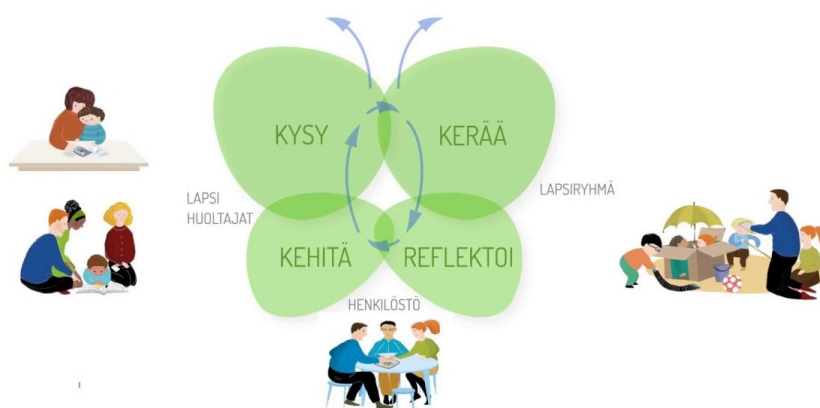 KYSY
KERÄÄ
LAPSI
HUOLTAJAT
LAPSIRYHMÄ
KEHITÄ
REFLEKTOI
HENKILÖSTÖ